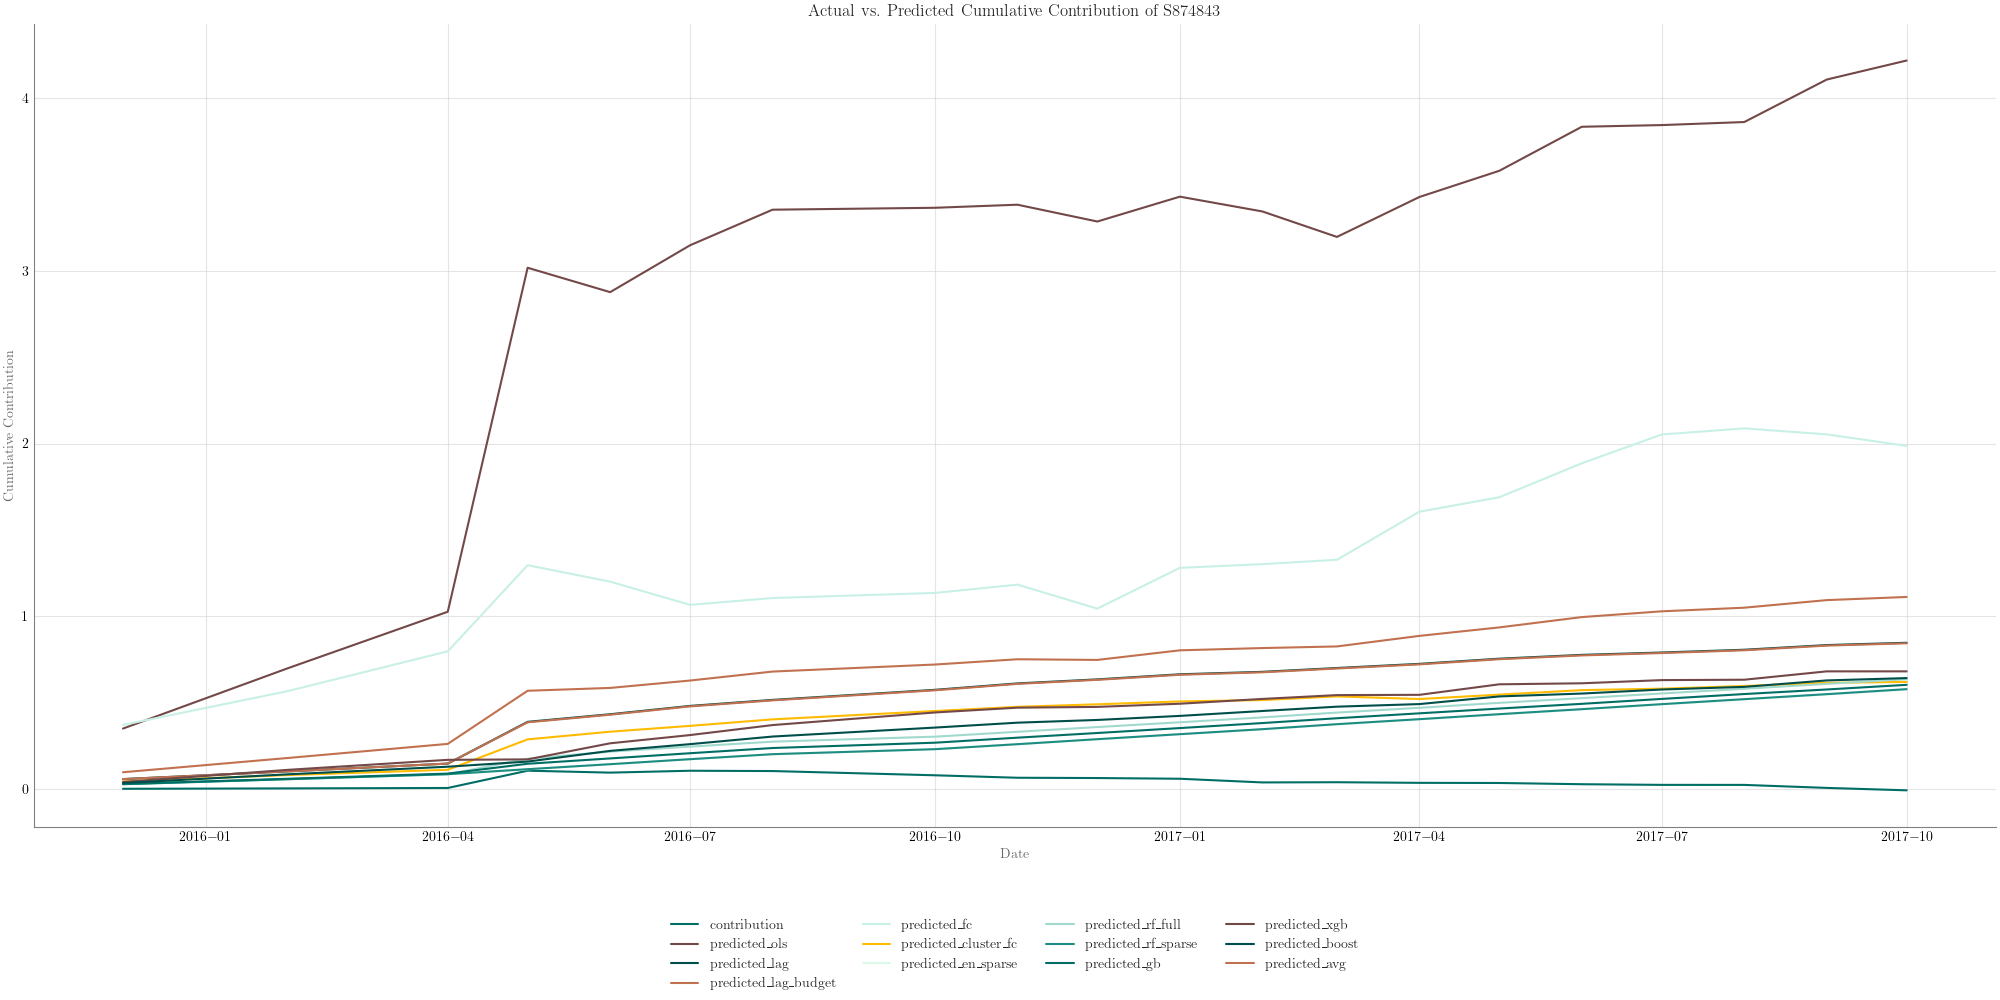 Actual vs. Predicted Cumulative Contribution of S874843
Cumulative Contribution
4
3
2
1
0
2016−01 2016−04 2016−07 2016−10 2017−01 2017−04 2017−07 2017−10
Date
contribution predicted_fc predicted_rf_full predicted_xgb
predicted_ols predicted_cluster_fc predicted_rf_sparse predicted_boost
predicted_lag predicted_en_sparse predicted_gb predicted_avg
predicted_lag_budget